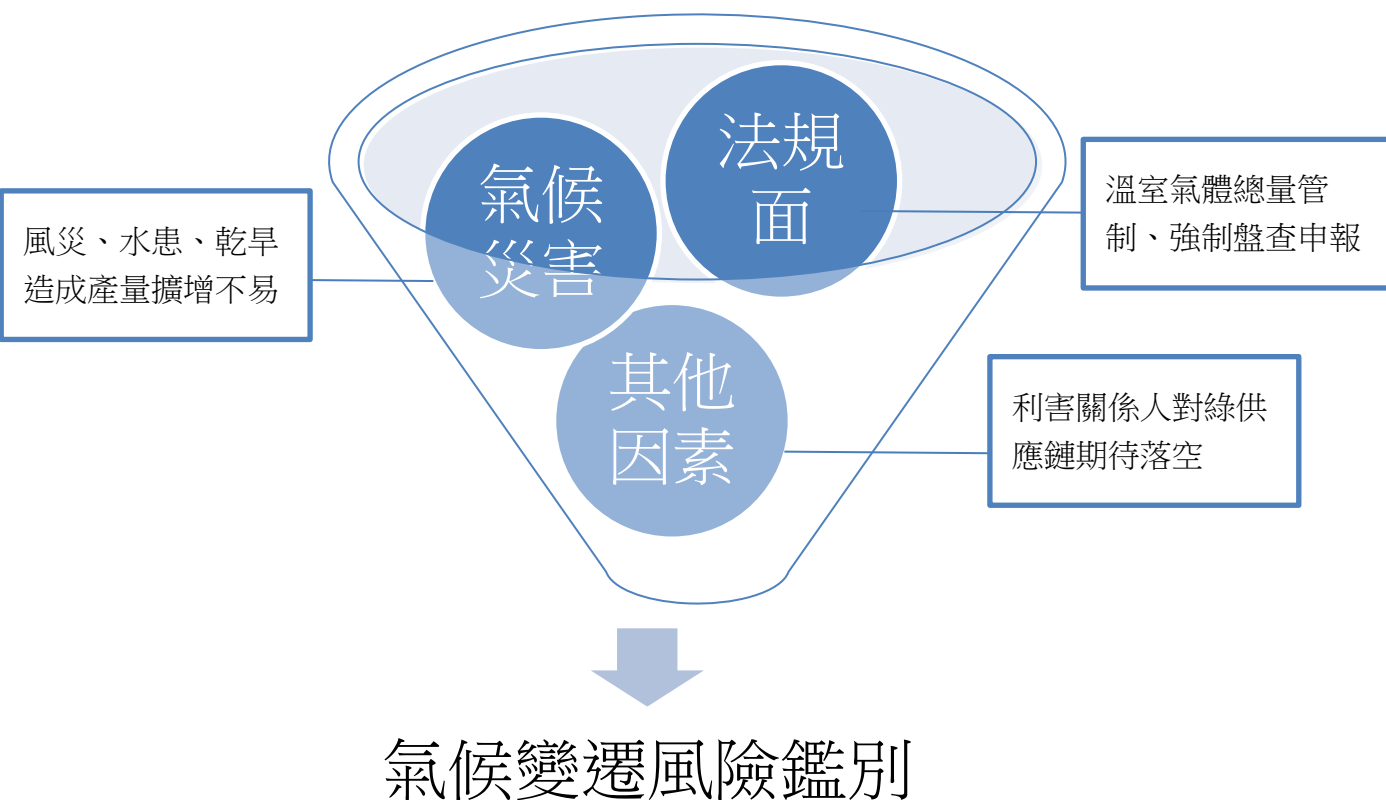 法規
面
氣候
災害
溫室氣體總量管
制、強制盤查申報
風災、水患、乾旱
造成產量擴增不易
其他
因素
利害關係人對綠供
應鏈期待落空
氣候變遷風險鑑別